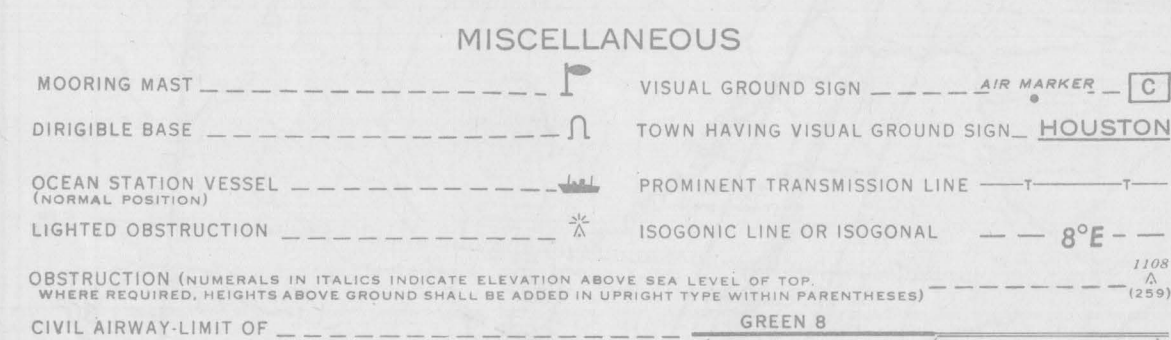 MISCELLANEOUS
MOORING MAST
VISUAL GROUND SIGN AIR MARKER C
DIRIGIBLE BASE
TOWN HAVING VISUAL GROUND SIGN HOUSTON
OCEAN STATION VESSEL
(NORMAL POSITION)
PROMINENT TRANSMISSION LINE T T
LIGHTED OBSTRUCTION
ISOGONIC LINE OR ISOGONAL 8°E
OBSTRUCTION (NUMERALS IN ITALICS INDICATE ELEVATION ABOVE SEA LEVEL OF TOP.
WHERE REQUIRED, HEIGHTS ABOVE GROUND SHALL BE ADDED IN UPRIGHT TYPE WITHIN PARENTHESES)
1108
(259)
CIVIL AIRWAY-LIMIT OF GREEN 8